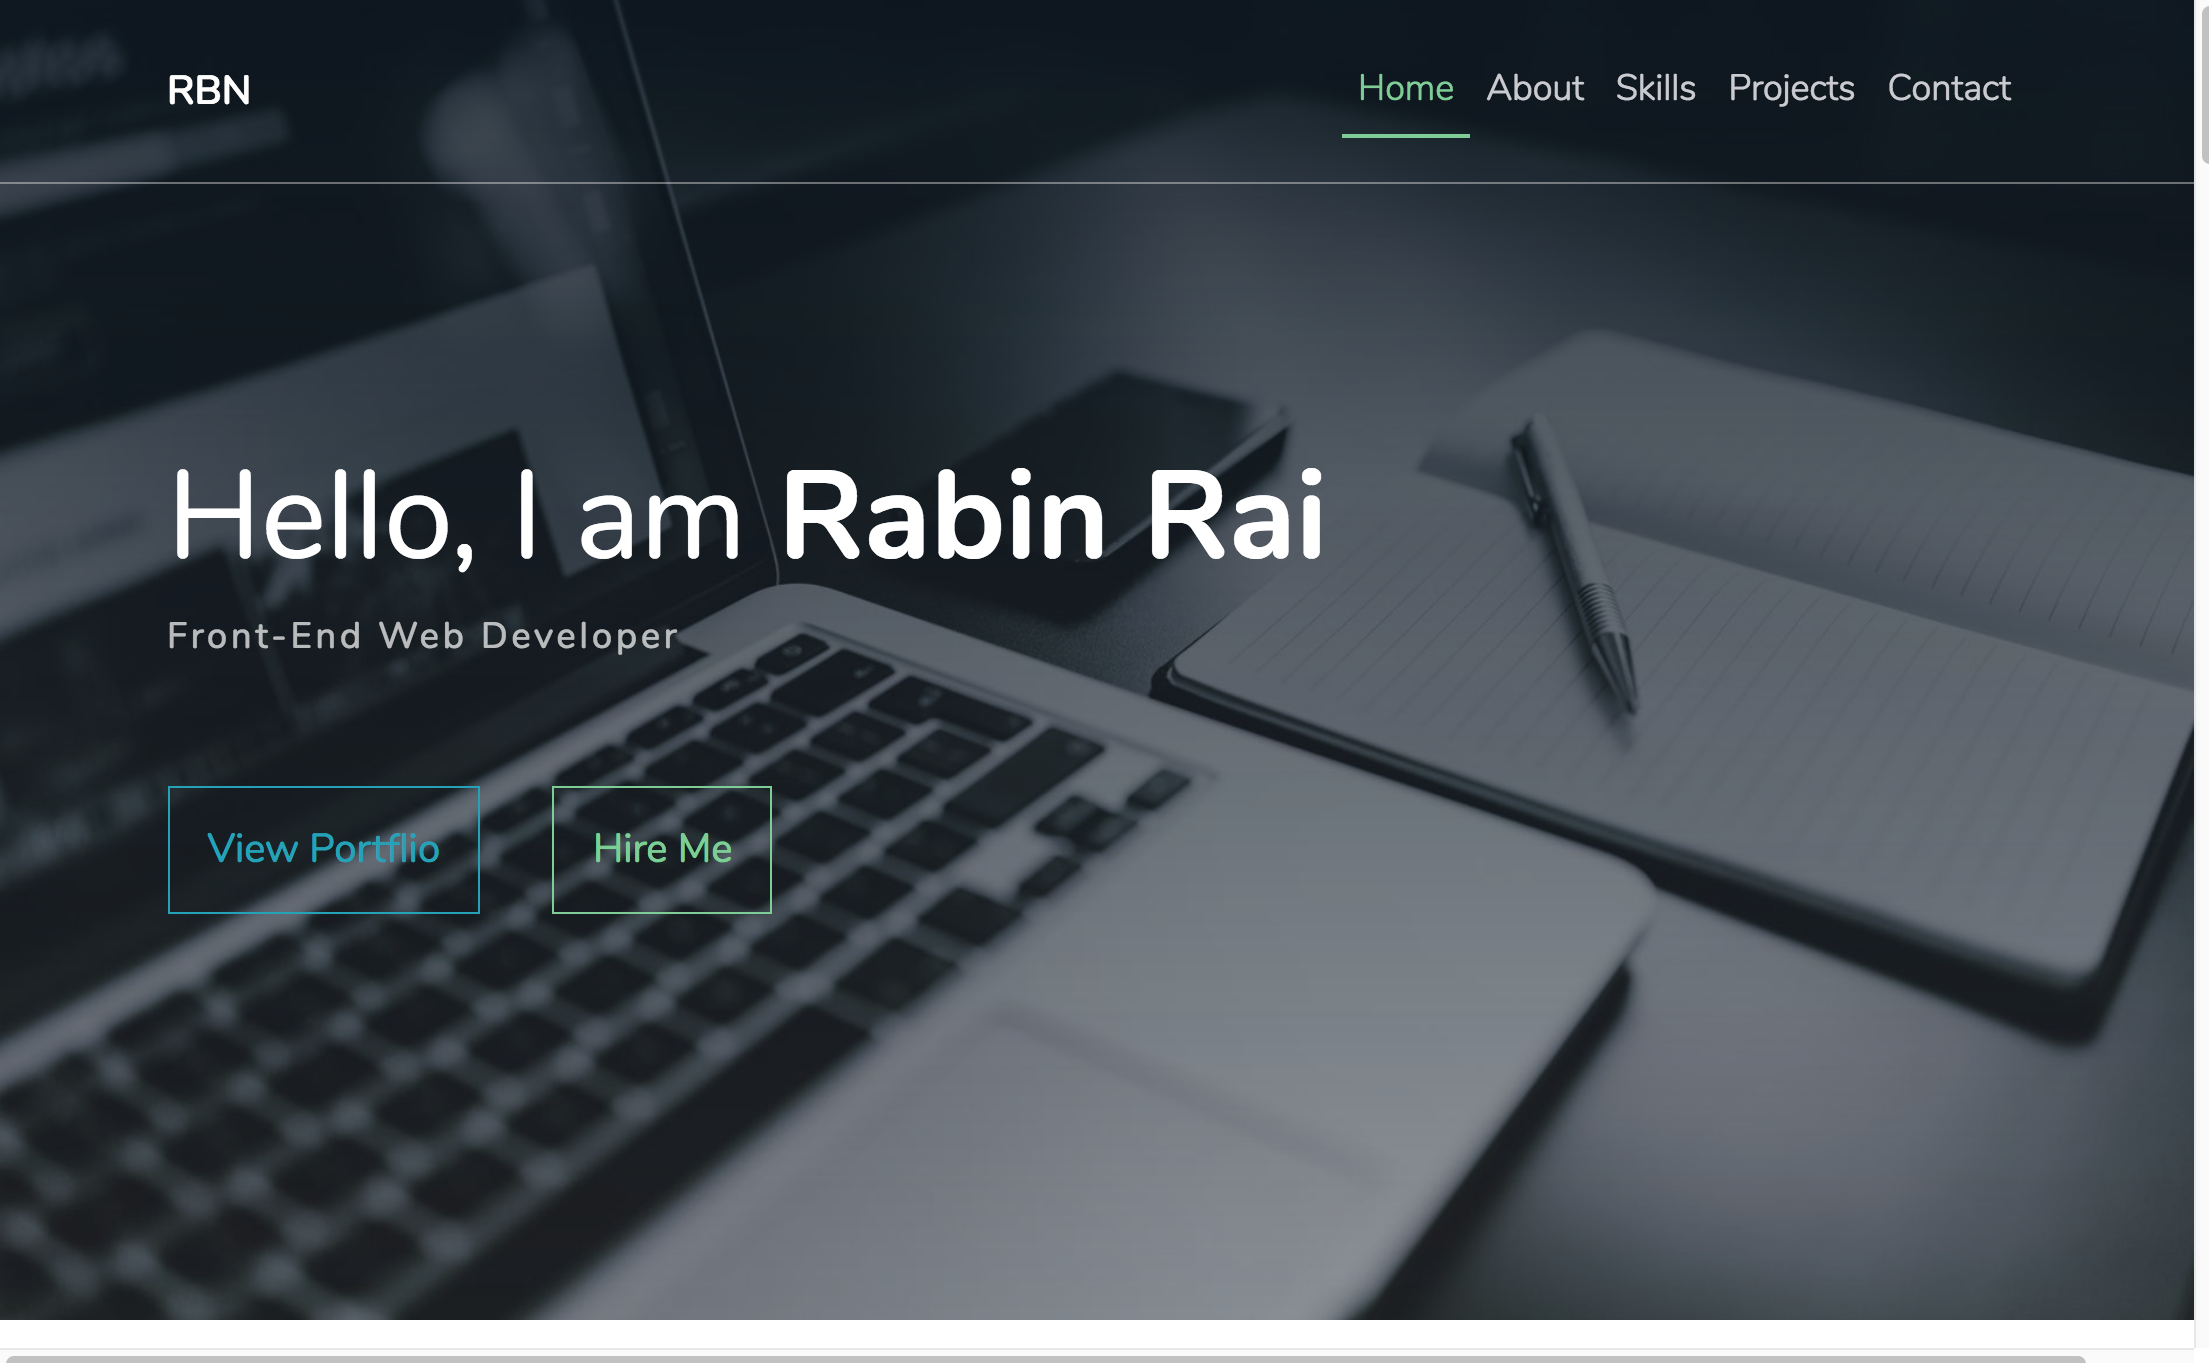 RBN
Home About Skills Projects Contact
Hello, I am Rabin Rai
Front-End Web Developer
View Portflio Hire Me